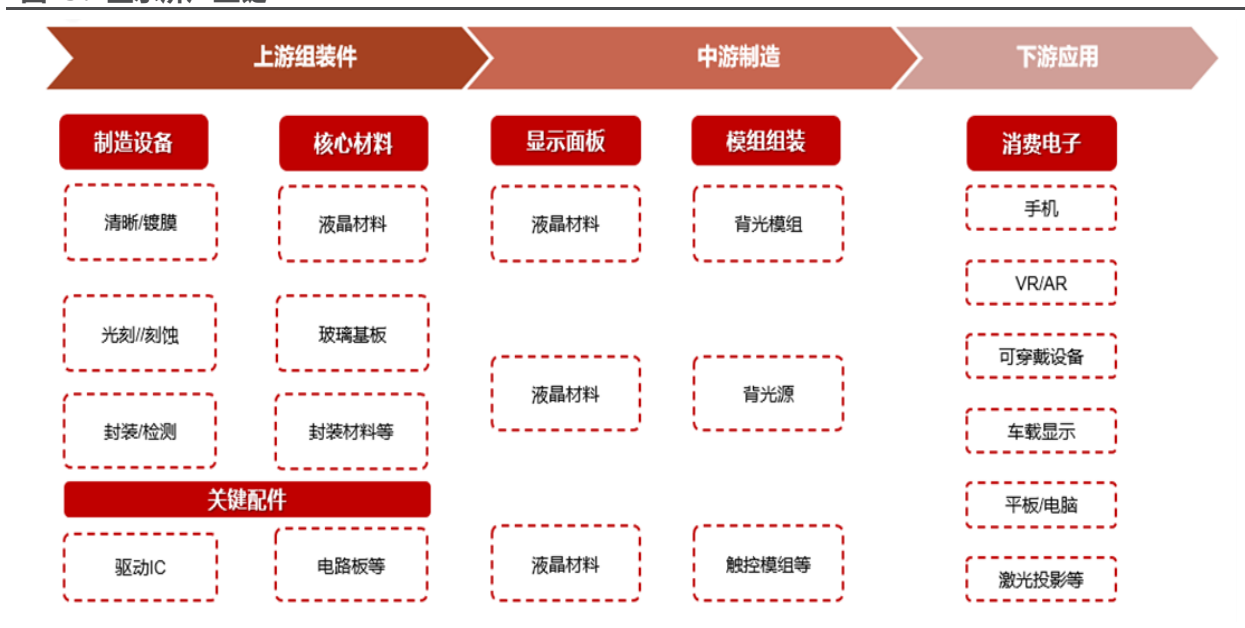 上游组装件
中游制造
下游应用
制造设备
核心材料
显示面板
模组组装
消费电子
清晰/镀膜
液晶材料
液晶材料
背光模组
手机
VR/AR
光刻//刻蚀
玻璃基板
可穿戴设备
液晶材料
背光源
封装/检测
封装材料等
车载显示
关键配件
平板/电脑
驱动IC
电路板等
液晶材料
触控模组等
激光投影等